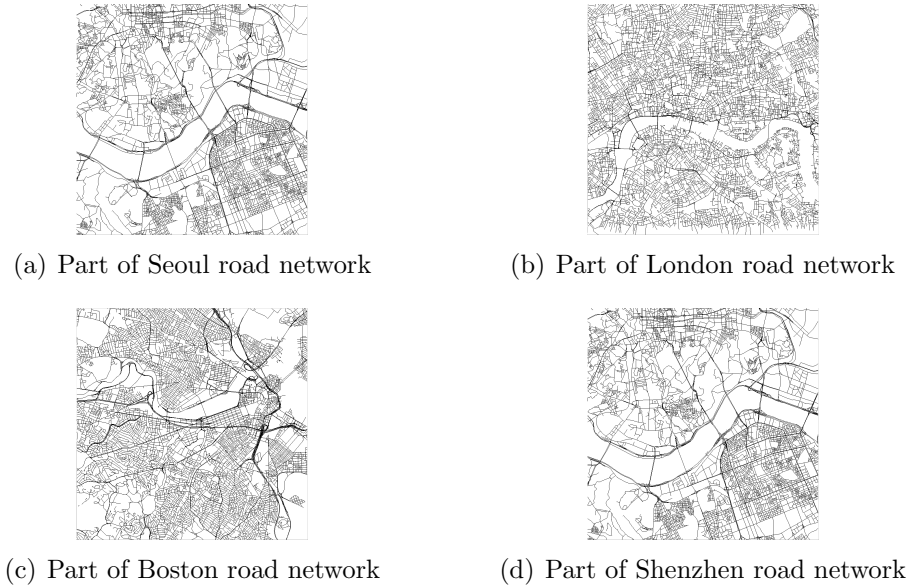 (a) Part of Seoul road network
(b) Part of London road network
(c) Part of Boston road network
(d) Part of Shenzhen road network